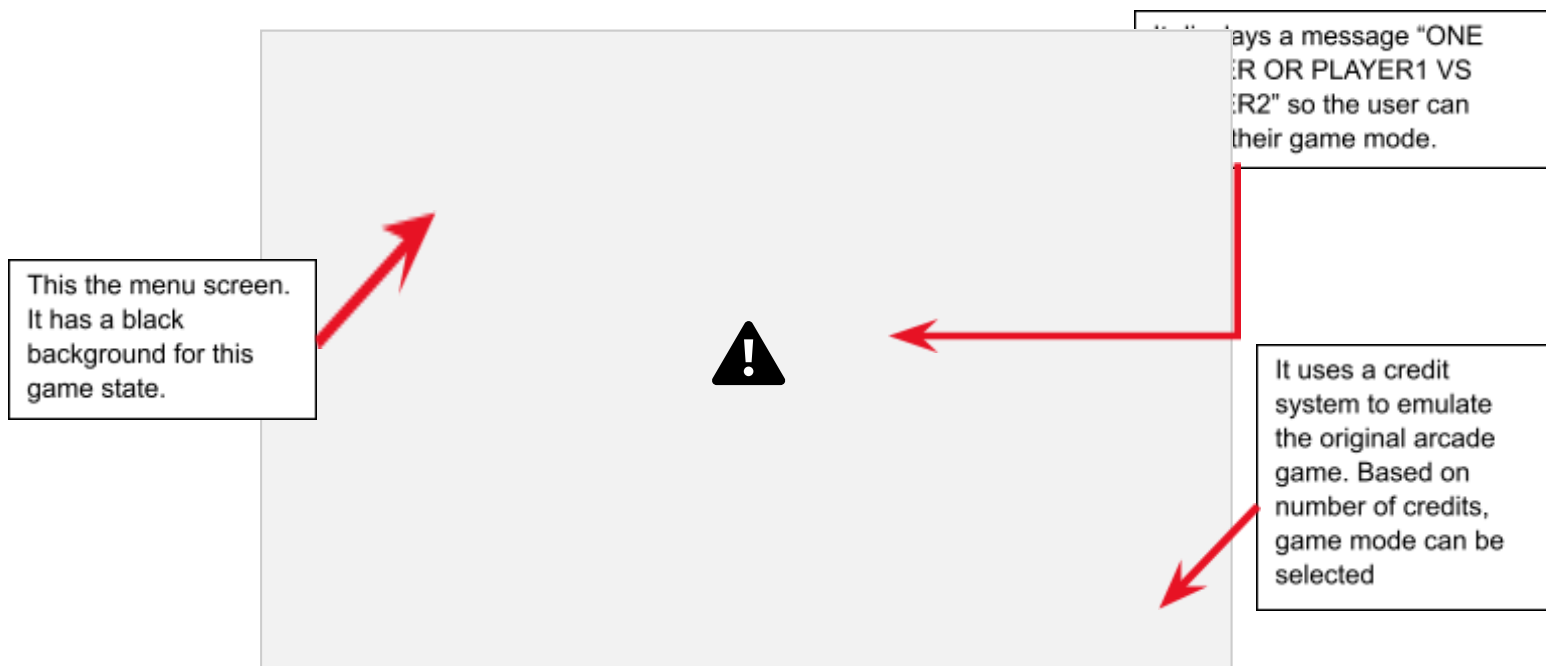 ays a message “ONE
ER OR PLAYER1 VS
ER2" so the user can
their game mode.
This the menu screen.
It has a black
background for this
game state.
It uses a credit
system to emulate
the original arcade
game. Based on
number of credits,
game mode can be
selected